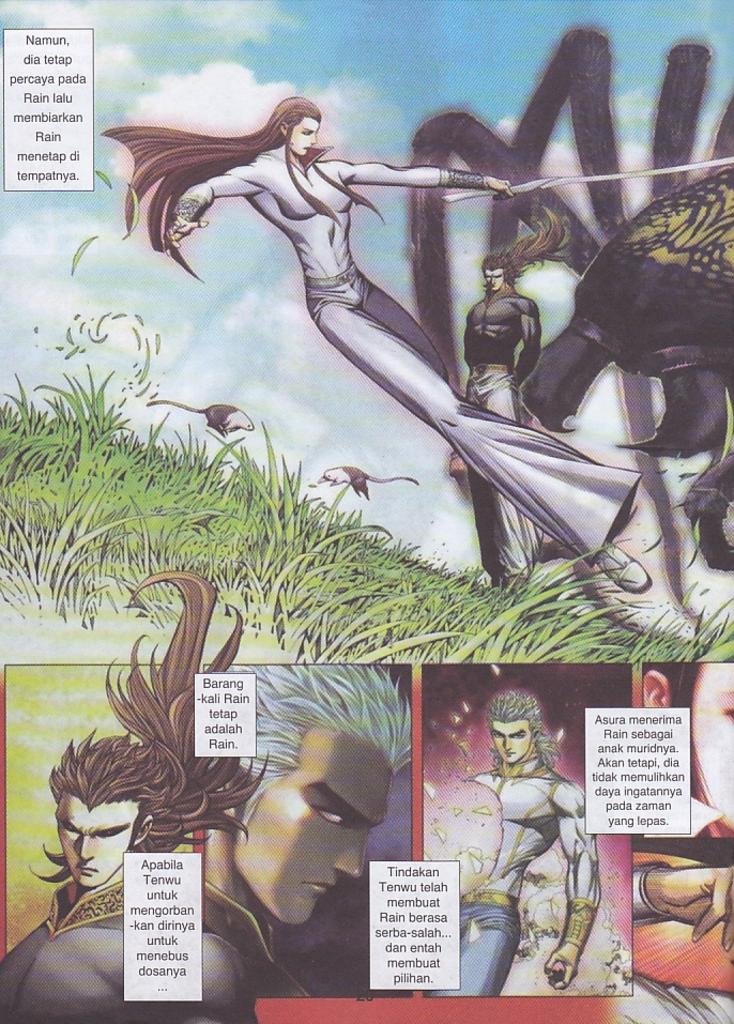 Namun,
dia tetap
percaya pada
Rain lalu
membiarkan
Rain
menetap di
tempatnya.
Barang
-kali Rain
tetap
adalah
Rain.
Apabila
Tenwu
untuk
mengorban
-kan dirinya
untuk
menebus
dosanya
...
Tindakan
Tenwu telah
membuat
Rain berasa
serba-salah...
dan entah
membuat
pilihan.
Asura menerima
Rain sebagai
anak muridnya.
Akan tetapi, dia
tidak memulihkan
daya ingatannya
pada zaman
yang lepas.